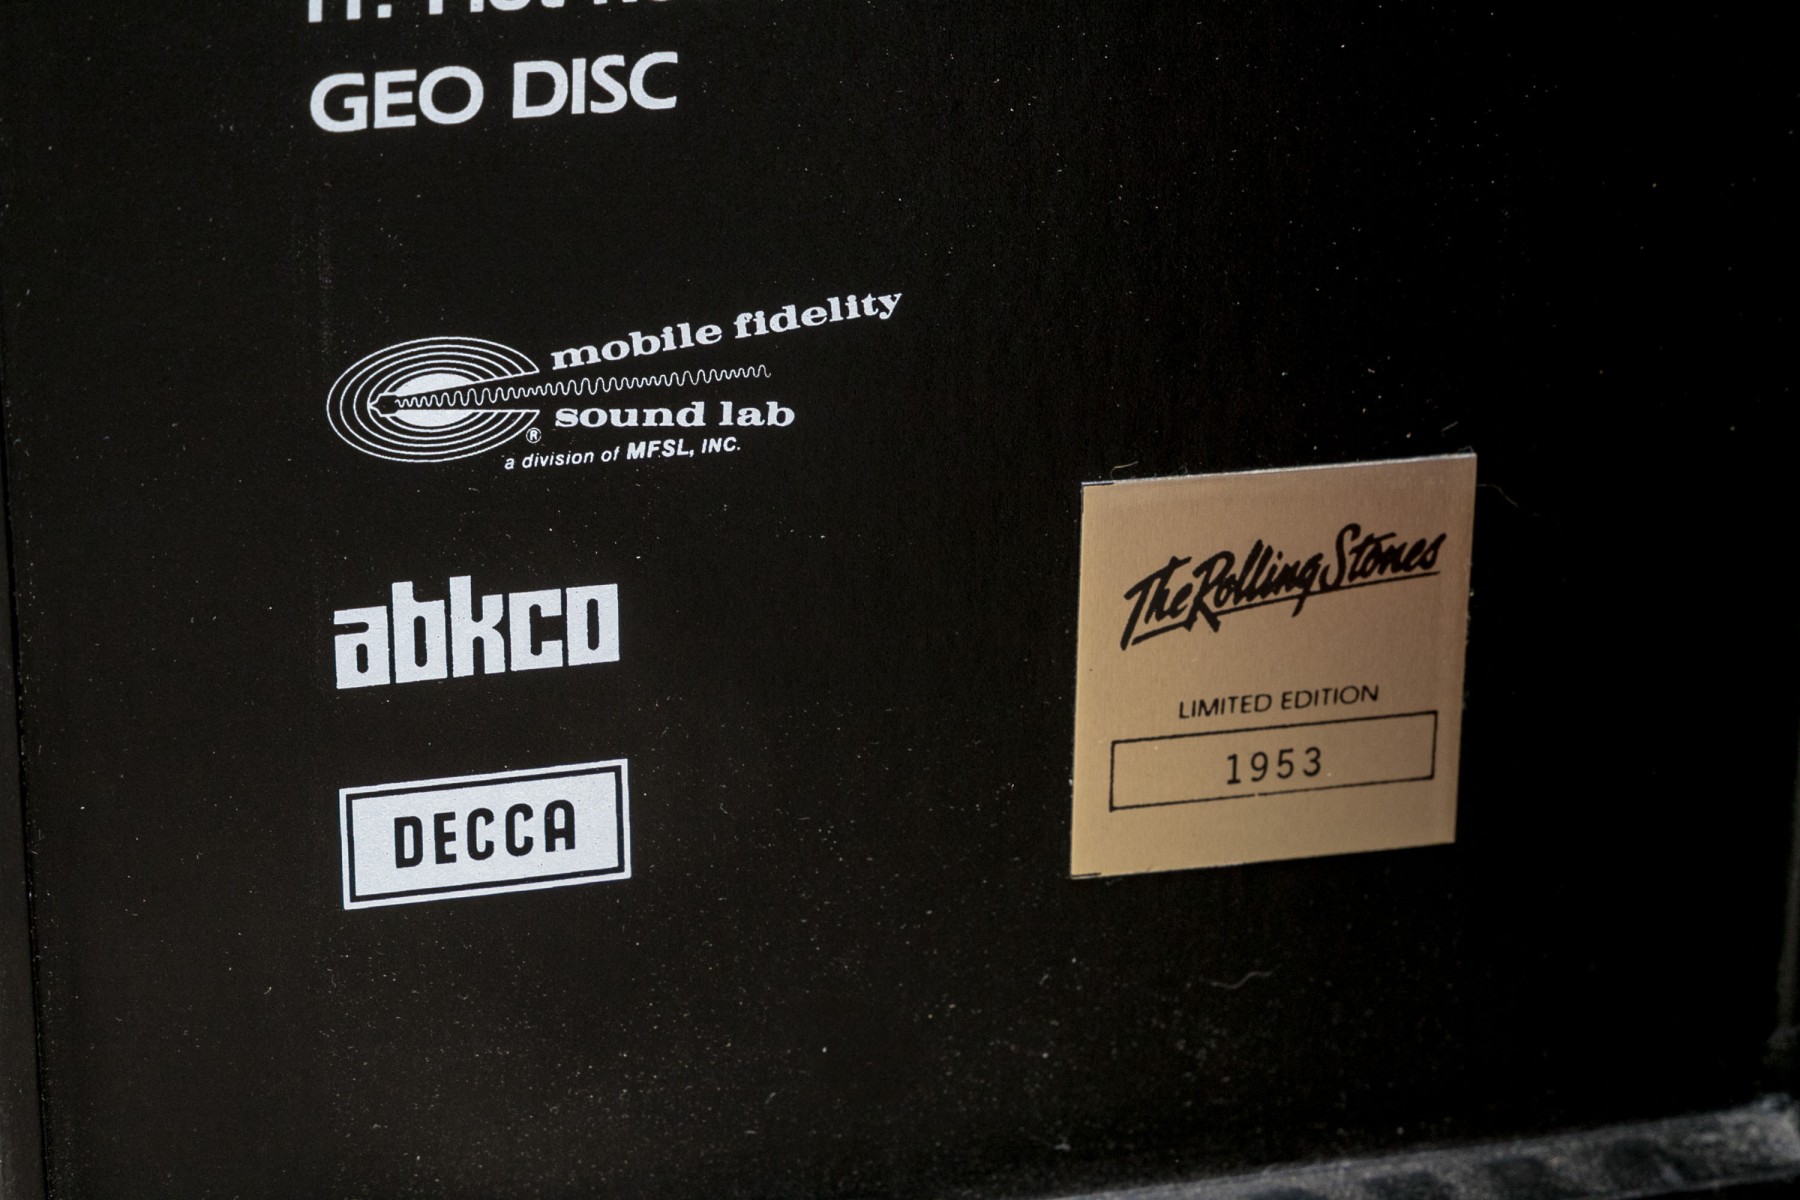 GEO DISC
mobile fidelity
sound lab
®
a division of MFSL, INC.
abkco
DECCA
The Rolling Stones
LIMITED EDITION
1953